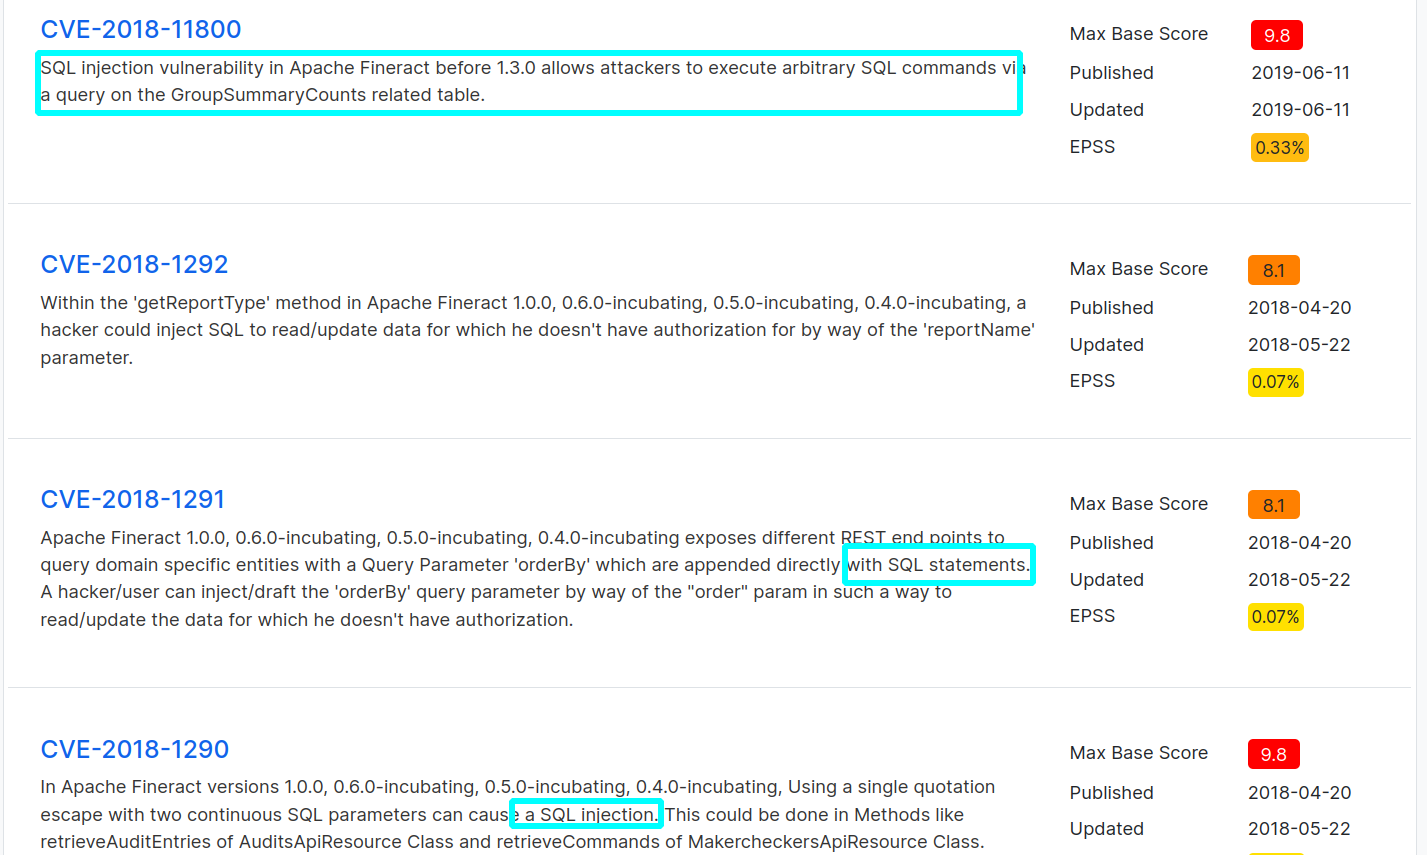 CVE-2018-11800
SQL injection vulnerability in Apache Fineract before 1.3.0 allows attackers to execute arbitrary SQL commands via
a query on the GroupSummaryCounts related table.
Max Base Score 9.8
Published 2019-06-11
Updated 2019-06-11
EPSS 0.33%
CVE-2018-1292
Within the 'getReportType' method in Apache Fineract 1.0.0, 0.6.0-incubating, 0.5.0-incubating, 0.4.0-incubating, a
hacker could inject SQL to read/update data for which he doesn't have authorization for by way of the 'reportName'
parameter.
Max Base Score 8.1
Published 2018-04-20
Updated 2018-05-22
EPSS 0.07%
CVE-2018-1291
Apache Fineract 1.0.0, 0.6.0-incubating, 0.5.0-incubating, 0.4.0-incubating exposes different REST end points to
query domain specific entities with a Query Parameter 'orderBy' which are appended directly with SQL statements.
A hacker/user can inject/draft the 'orderBy' query parameter by way of the "order" param in such a way to
read/update the data for which he doesn't have authorization.
Max Base Score 8.1
Published 2018-04-20
Updated 2018-05-22
EPSS 0.07%
CVE-2018-1290
In Apache Fineract versions 1.0.0, 0.6.0-incubating, 0.5.0-incubating, 0.4.0-incubating, Using a single quotation
escape with two continuous SQL parameters can cause a SQL injection. This could be done in Methods like
retrieveAuditEntries of AuditsApiResource Class and retrieveCommands of MakercheckersApiResource Class.
Max Base Score 9.8
Published 2018-04-20
Updated 2018-05-22